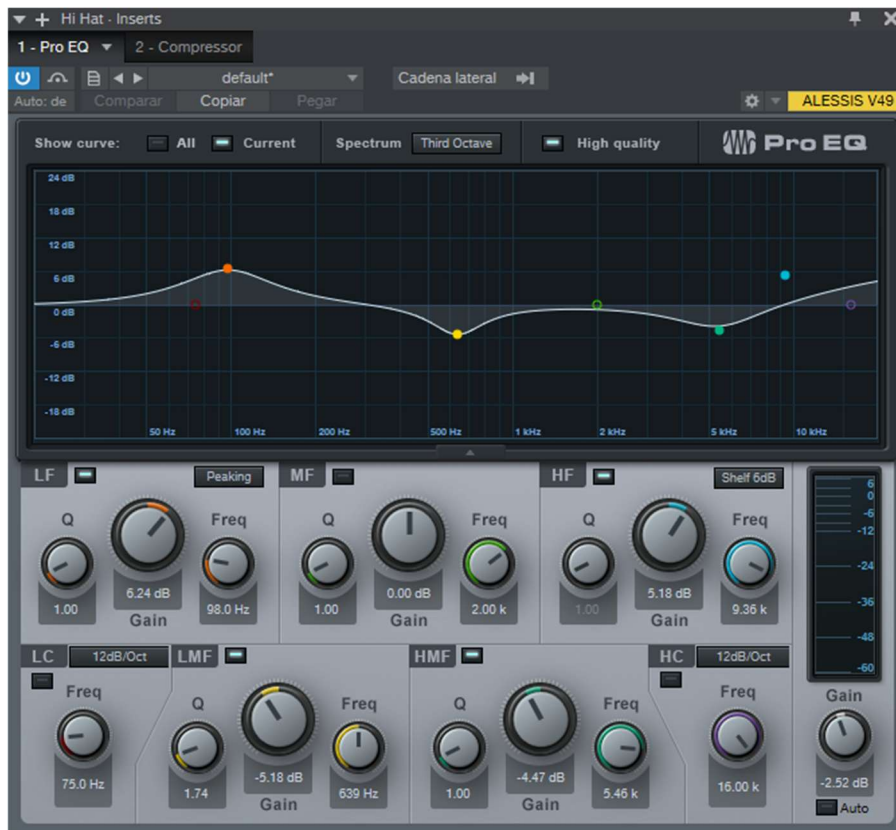 Hi Hat - Inserts
1 - Pro EQ 2 - Compressor
default* Cadena lateral
Auto: de Comparar Copiar Pegar ALESSIS V49
Show curve: All Current Spectrum Third Octave High quality Pro EQ
24 dB
18 dB
12 dB
6 dB
0 dB
-6 dB
-12 dB
-18 dB
50 Hz 100 Hz 200 Hz 500 Hz 1 kHz 2 kHz 5 kHz 10 kHz
LF Peaking
Q Freq
1.00 6.24 dB 98.0 Hz
Gain
MF
Q Freq
1.00 0.00 dB 2.00 k
Gain
HF Shelf 6dB
Q Freq
1.00 5.18 dB 9.36 k
Gain
6
0
-6
-12
-24
-36
-48
-60
LC 12dB/Oct
Freq
75.0 Hz
LMF
Q Freq
1.74 -5.18 dB 639 Hz
Gain
HMF
Q Freq
1.00 -4.47 dB 5.46 k
Gain
HC 12dB/Oct
Freq
16.00 k
Gain
-2.52 dB
Auto